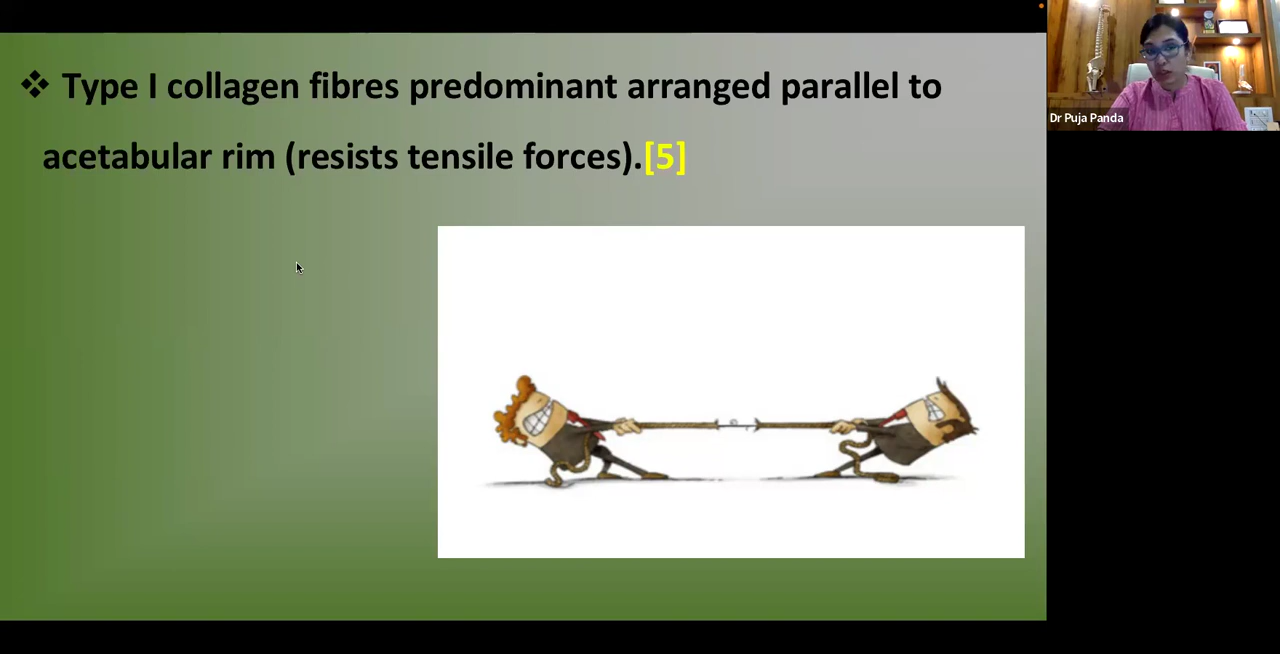 ❖ Type I collagen fibres predominant arranged parallel to
acetabular rim (resists tensile forces).[5]
Dr Puja Panda